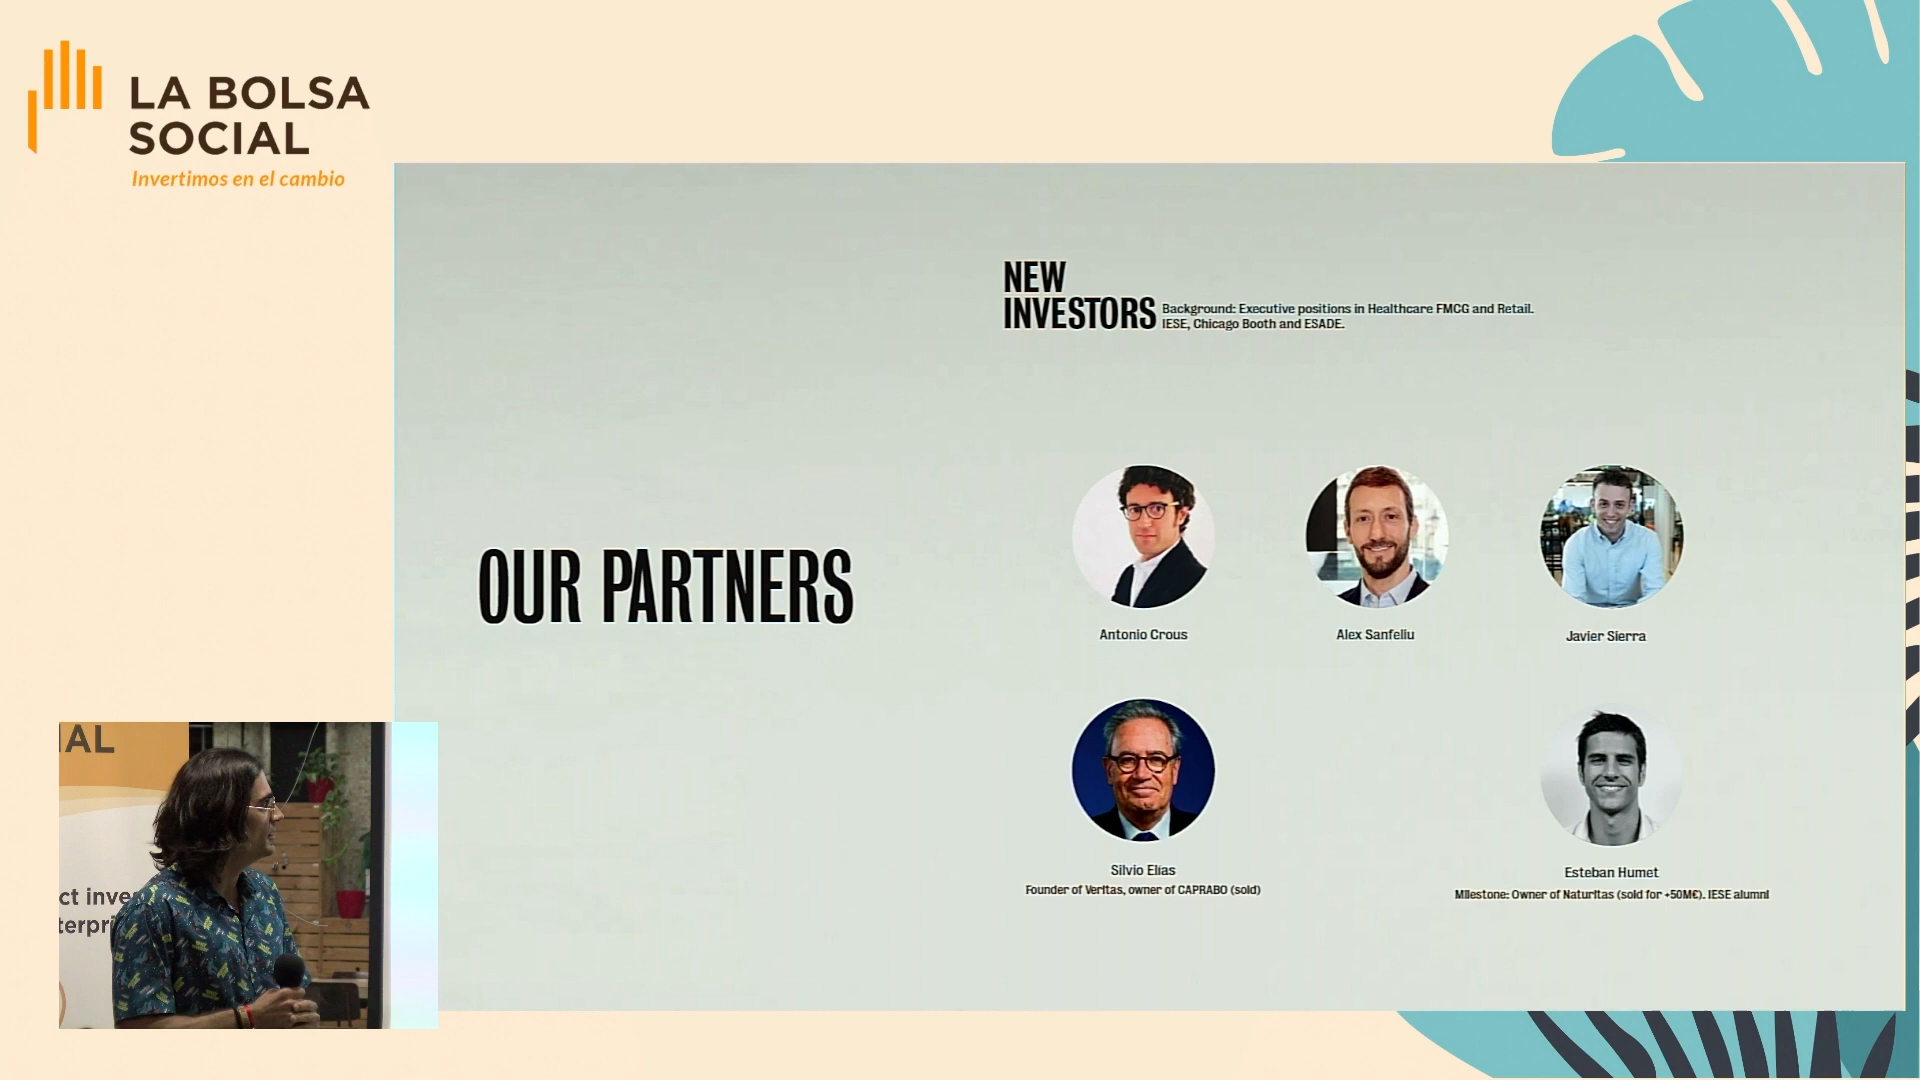 LA BOLSA
SOCIAL
Invertimos en el cambio
NEW
INVESTORS
Background: Executive positions in Healthcare FMCG and Retail.
IESE, Chicago Booth and ESADE.
OUR PARTNERS
Antonio Crous
Alex Sanfeliu
Javier Sierra
Silvio Elías
Founder of Veritas, owner of CAPRABO (sold)
Esteban Humet
Milestone: Owner of Naturitas (sold for +50M€). IESE alumni
IAL
ct inve
terpri